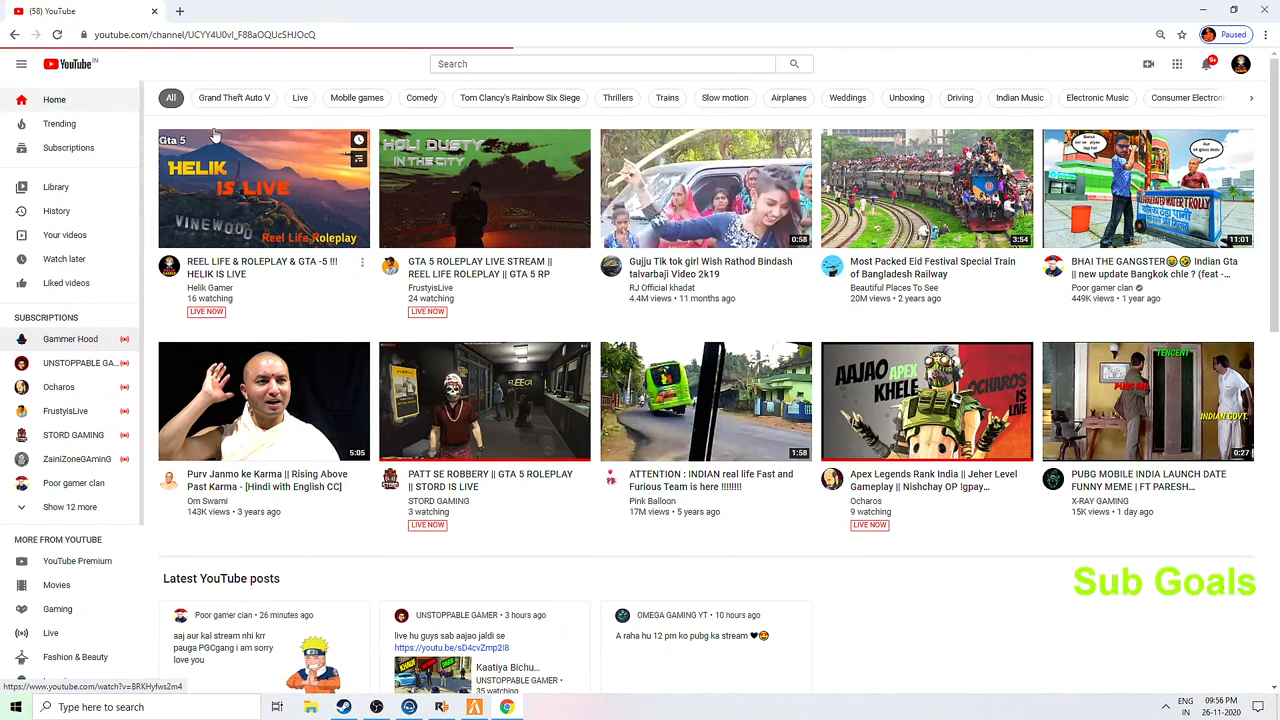 (58) YouTube
youtube.com/channel/UCYY4U0vl_F88aOQUcSHJOcQ
Paused
YouTube IN
Search
9+
All
Grand Theft Auto V
Live
Mobile games
Comedy
Tom Clancy's Rainbow Six Siege
Thrillers
Trains
Slow motion
Airplanes
Weddings
Unboxing
Driving
Indian Music
Electronic Music
Consumer Electroni
Home
Trending
Subscriptions
Library
History
Your videos
Watch later
Liked videos
SUBSCRIPTIONS
Gammer Hood
UNSTOPPABLE GA...
Ocharos
FrustyisLive
STORD GAMING
ZainiZoneGAminG
Poor gamer clan
Show 12 more
MORE FROM YOUTUBE
YouTube Premium
Movies
Gaming
Live
Fashion & Beauty
Gta 5
HELIK
IS LIVE
VINEWOOD
Reel Life Roleplay
REEL LIFE & ROLEPLAY & GTA -5 !!!
HELIK IS LIVE
Helik Gamer
16 watching
LIVE NOW
HOLI DUSTY
IN THE CITY
GTA 5 ROLEPLAY LIVE STREAM ||
REEL LIFE ROLEPLAY || GTA 5 RP
FrustyisLive
24 watching
LIVE NOW
0:58
Gujju Tik tok girl Wish Rathod Bindash
talvarbaji Video 2k19
RJ Official khatad
4.4M views • 11 months ago
3:54
Most Packed Eid Festival Special Train
of Bangladesh Railway
Beautiful Places To See
20M views • 2 years ago
11:01
BHAI THE GANGSTER😂🤣 Indian Gta
|| new update Bangkok chle ? (feat -...
Poor gamer clan
449K views • 1 year ago
5:05
Purv Janmo ke Karma || Rising Above
Past Karma - [Hindi with English CC]
Om Swami
143K views • 3 years ago
FLEECA
PATT SE ROBBERY || GTA 5 ROLEPLAY
|| STORD IS LIVE
STORD GAMING
3 watching
LIVE NOW
1:58
ATTENTION : INDIAN real life Fast and
Furious Team is here !!!!!!!!
Pink Balloon
17M views • 5 years ago
AAJAO APEX
KHELE
OCHAROS
IS
LIVE
Apex Legends Rank India || Jheer Level
Gameplay || Nishchay OP !gpay...
Ocharos
9 watching
LIVE NOW
TENCENT
PUBG MO
INDIAN GOVT.
0:27
PUBG MOBILE INDIA LAUNCH DATE
FUNNY MEME | FT PARESH...
X-RAY GAMING
15K views • 1 day ago
Latest YouTube posts
Sub Goals
Poor gamer clan • 26 minutes ago
aaj aur kal stream nhi krr
pauga PGCgang i am sorry
love you
UNSTOPPABLE GAMER • 3 hours ago
live hu guys sab aajao jaldi se
https://youtu.be/sD4cvZmp2I8
Kaatiya Bichu...
UNSTOPPABLE GAMER •
35 watching
OMEGA GAMING YT • 10 hours ago
A raha hu 12 pm ko pubg ka stream ❤😍
https://www.youtube.com/watch?v=BRKHyfws2m4
Type here to search
ENG
IN
09:56 PM
26-11-2020